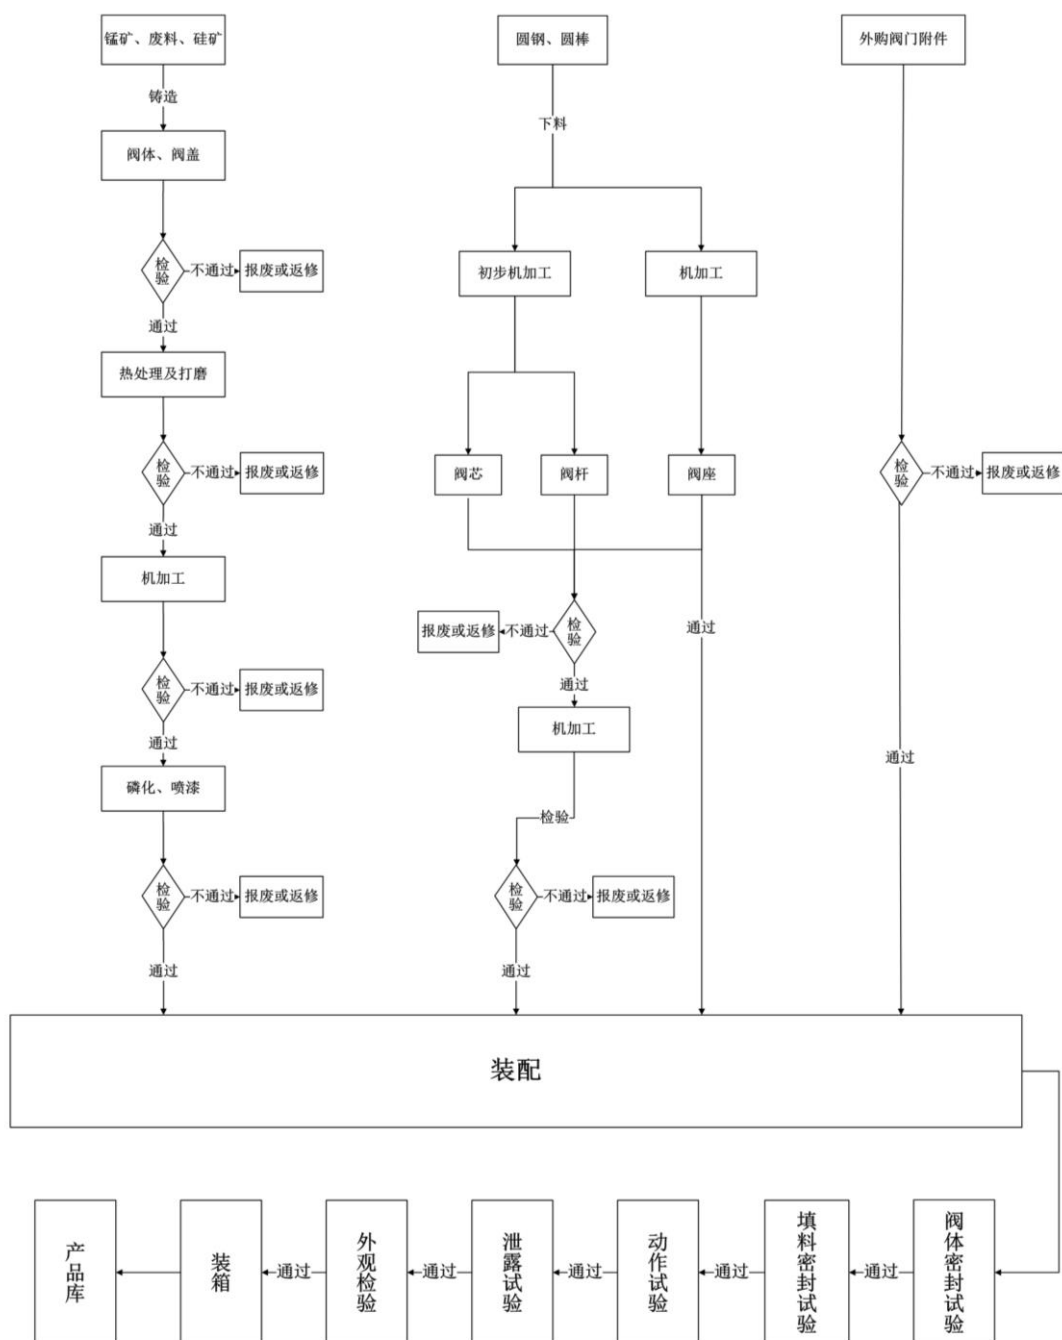 锰矿、废料、硅矿
圆钢、圆棒
外购阀门附件
铸造
下料
阀体、阀盖
检验
不通过
报废或返修
初步机加工
机加工
通过
热处理及打磨
检验
不通过
报废或返修
阀芯
阀杆
阀座
检验
不通过
报废或返修
通过
机加工
报废或返修
不通过
检验
通过
检验
不通过
报废或返修
通过
机加工
通过
通过
磷化、喷漆
检验
检验
不通过
报废或返修
检验
不通过
报废或返修
通过
通过
装配
产品库
装箱
通过
外观检验
通过
泄露试验
通过
动作试验
通过
填料密封试验
通过
阀体密封试验